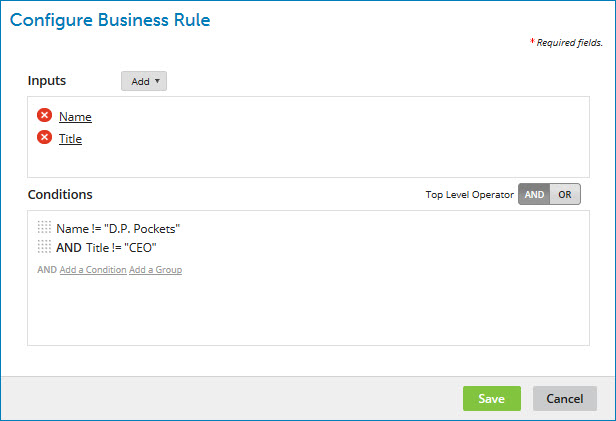 Configure Business Rule
* Required fields.
Inputs Add
Name
Title
Conditions Top Level Operator AND OR
Name != "D.P. Pockets"
AND Title != "CEO"
AND Add a Condition Add a Group
Save Cancel